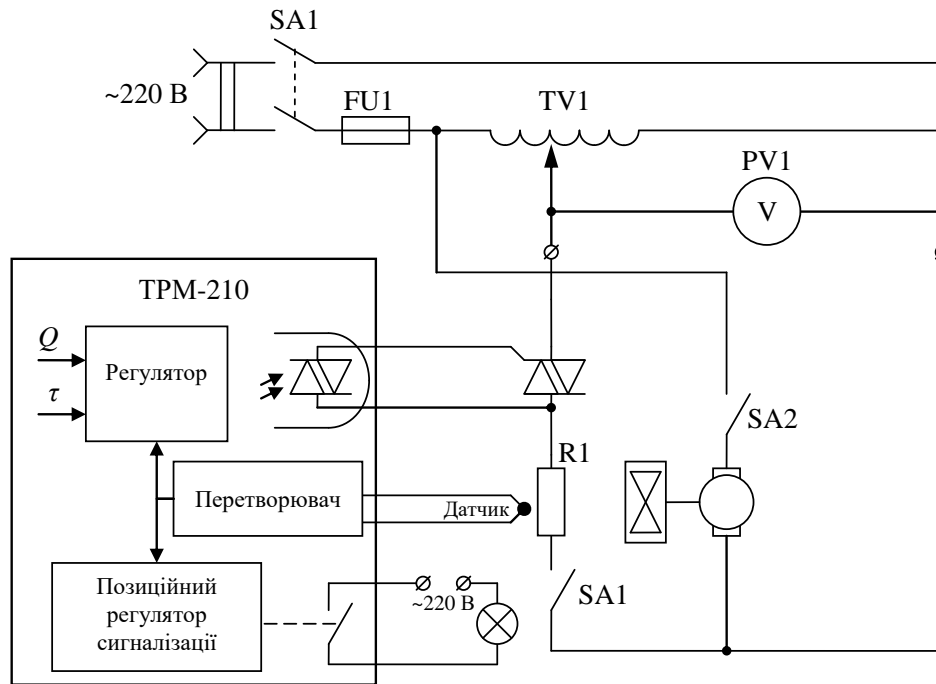 SA1
~220 В
FU1
TV1
PV1
V
ТРМ-210
Q
τ
Регулятор
SA2
R1
Перетворювач
Датчик
Позиційний
регулятор
сигналізації
~220 В
SA1